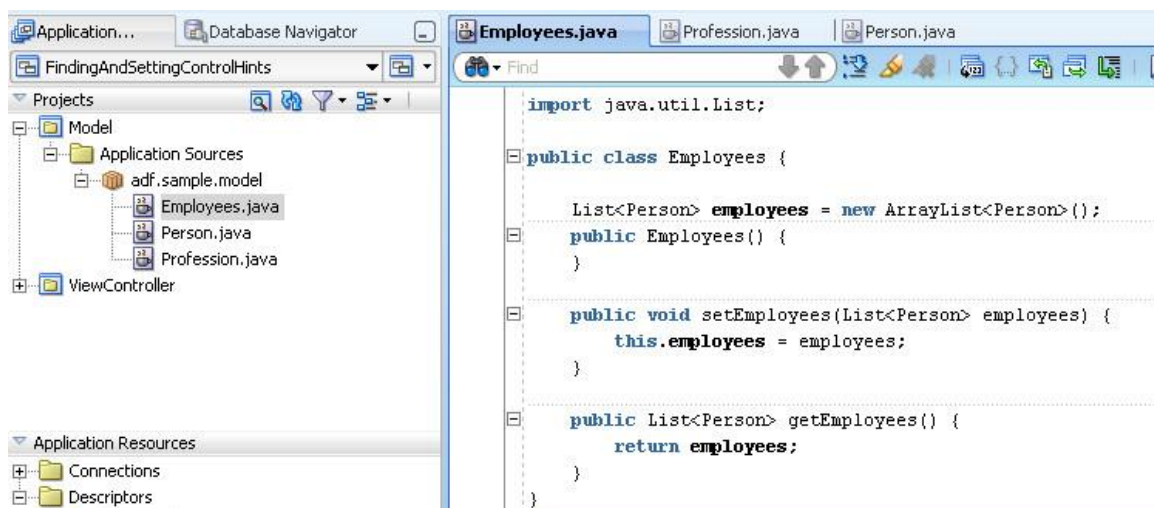 Application...
Database Navigator
FindingAndSettingControlHints
Projects
Model
Application Sources
adf.sample.model
Employees.java
Person.java
Profession.java
ViewController
Application Resources
Connections
Descriptors
Employees.java
Profession.java
Person.java
Find
import java.util.List;
public class Employees {
List<Person> employees = new ArrayList<Person>();
public Employees() {
}
public void setEmployees(List<Person> employees) {
this.employees = employees;
}
public List<Person> getEmployees() {
return employees;
}
}